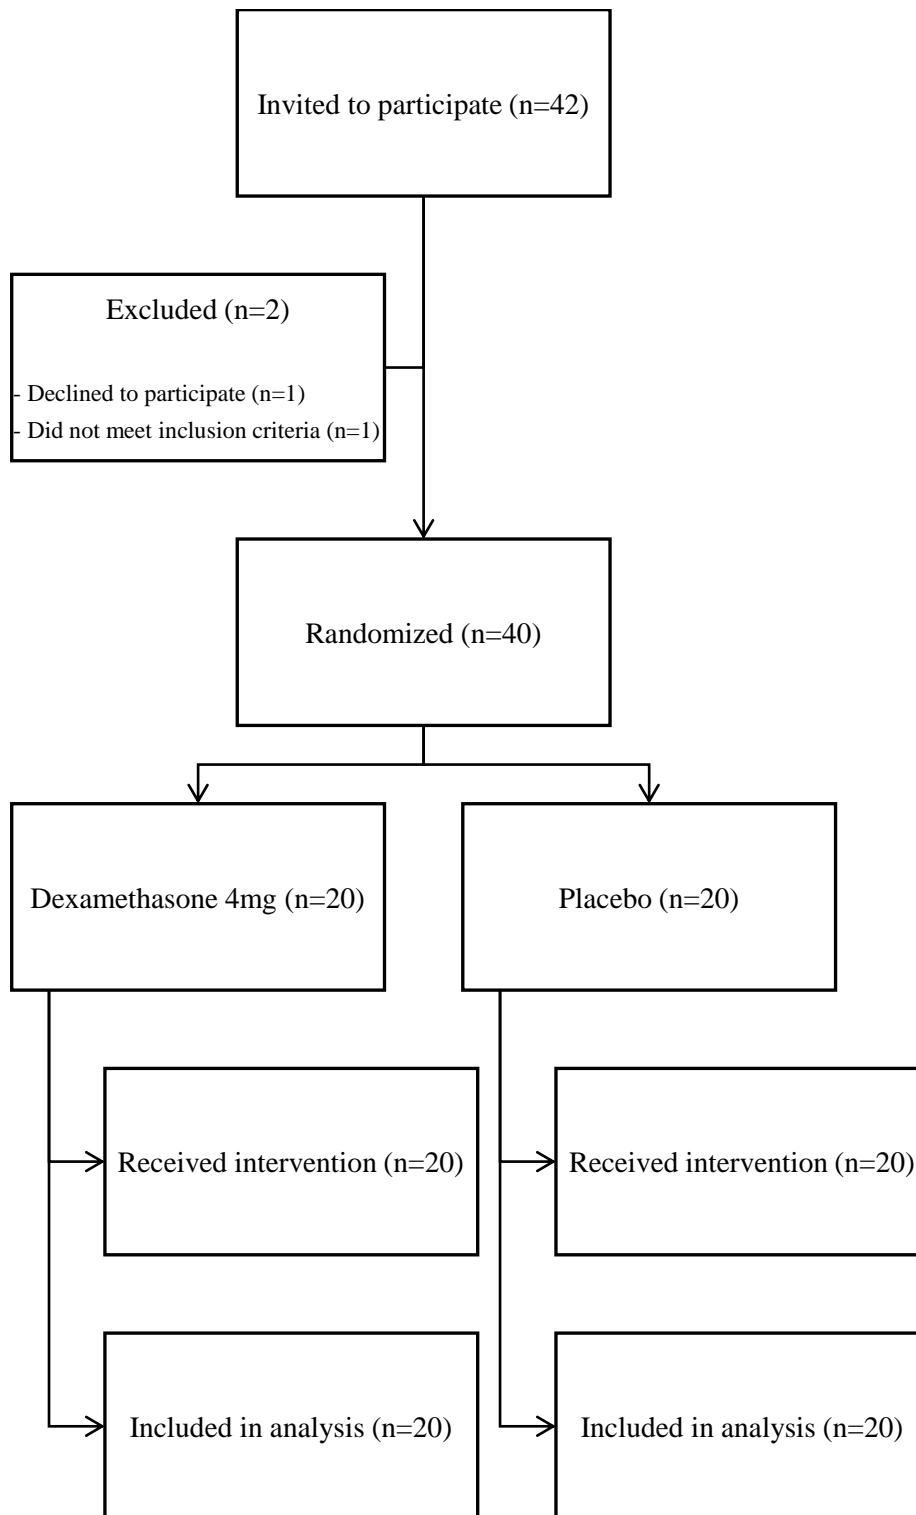 Invited to participate (n=42)
Excluded (n=2)
- Declined to participate (n=1)
- Did not meet inclusion criteria (n=1)
Randomized (n=40)
Dexamethasone 4mg (n=20)
Placebo (n=20)
Received intervention (n=20)
Received intervention (n=20)
Included in analysis (n=20)
Included in analysis (n=20)